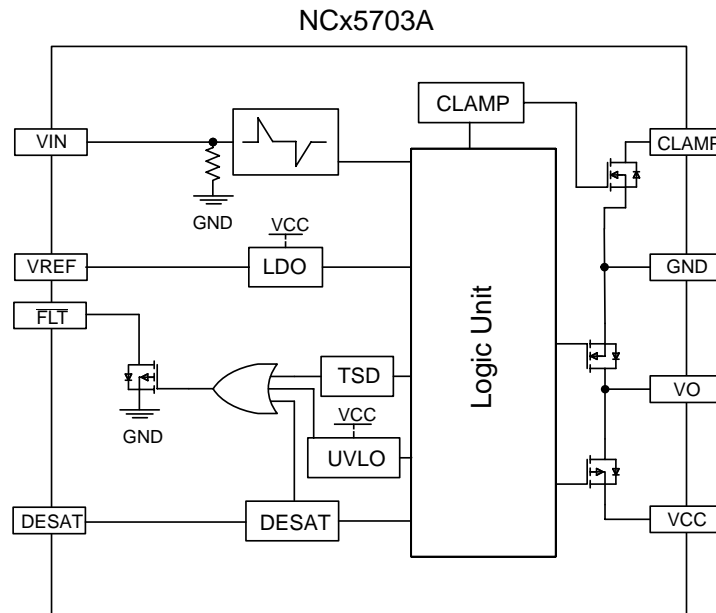 NCx5703A
CLAMP
VIN
CLAMP
GND
VCC
VREF
LDO
GND
FLT
Logic Unit
TSD
VCC
VO
GND
UVLO
DESAT
DESAT
VCC